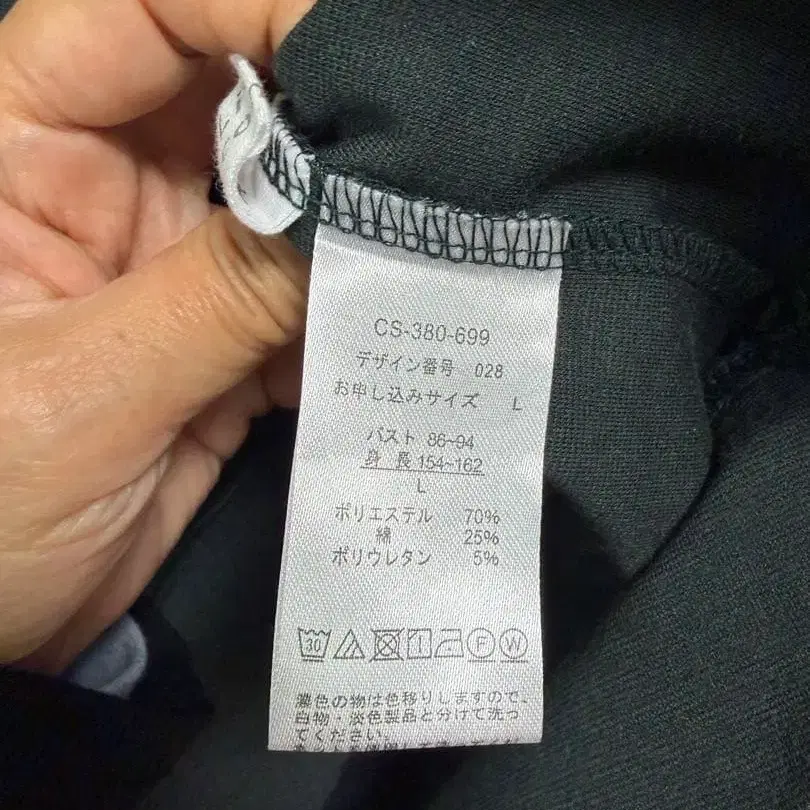 CS-380-699
デザイン番号 028
お申し込みサイズ L
バスト 86~94
身 長 154~162
L
ポリエステル 70%
綿 25%
ポリウレタン 5%
30 F W
濃色の物は色移りしますので、
白物・淡色製品と分けて洗っ
てください。